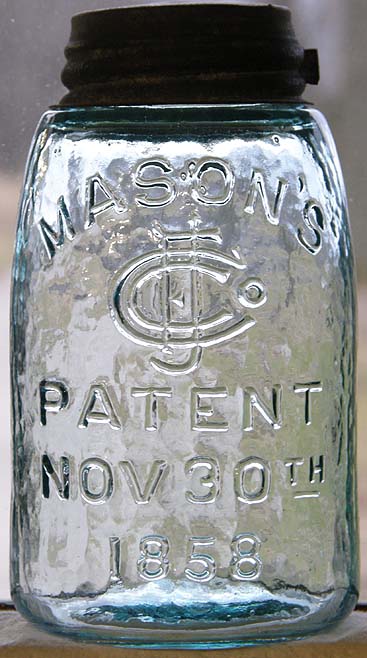 MASON'S
CFJCo
PATENT
NOV 30TH
1858